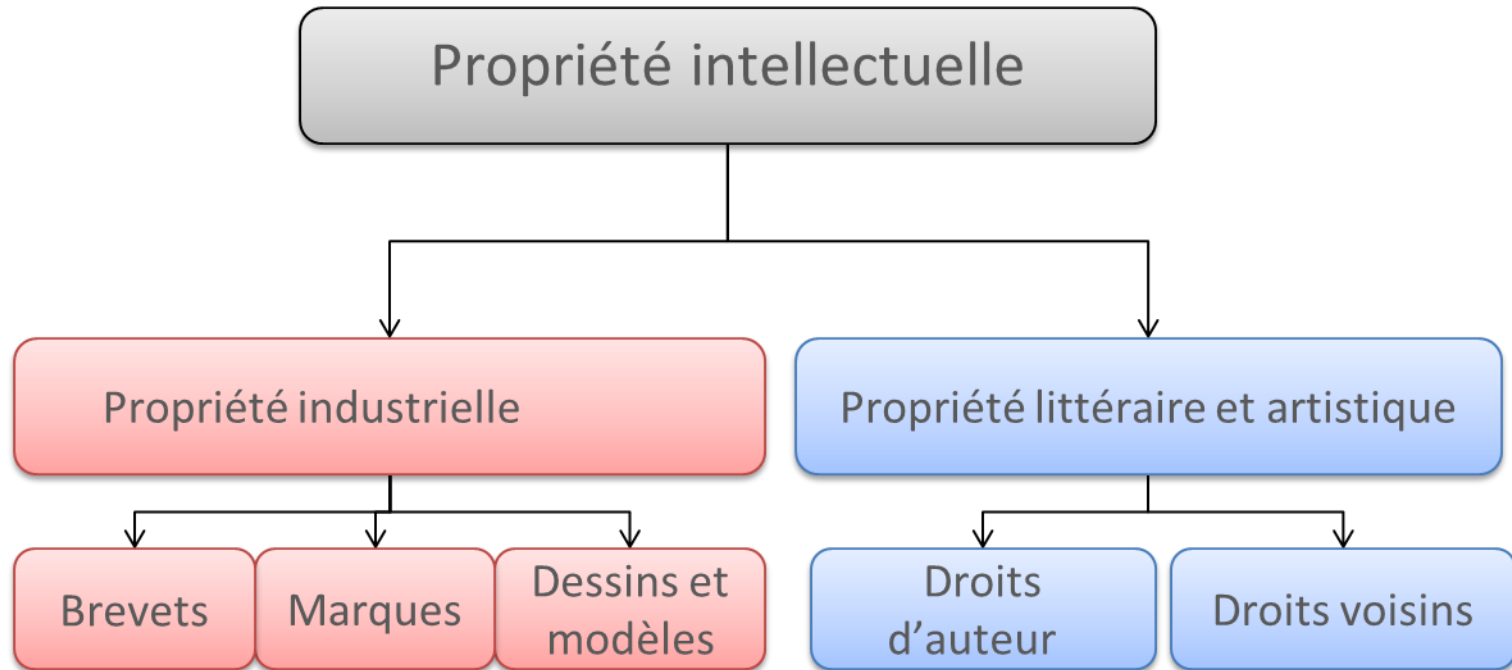 Propriété intellectuelle
Propriété industrielle
Propriété littéraire et artistique
Brevets
Marques
Dessins et
modèles
Droits
d’auteur
Droits voisins